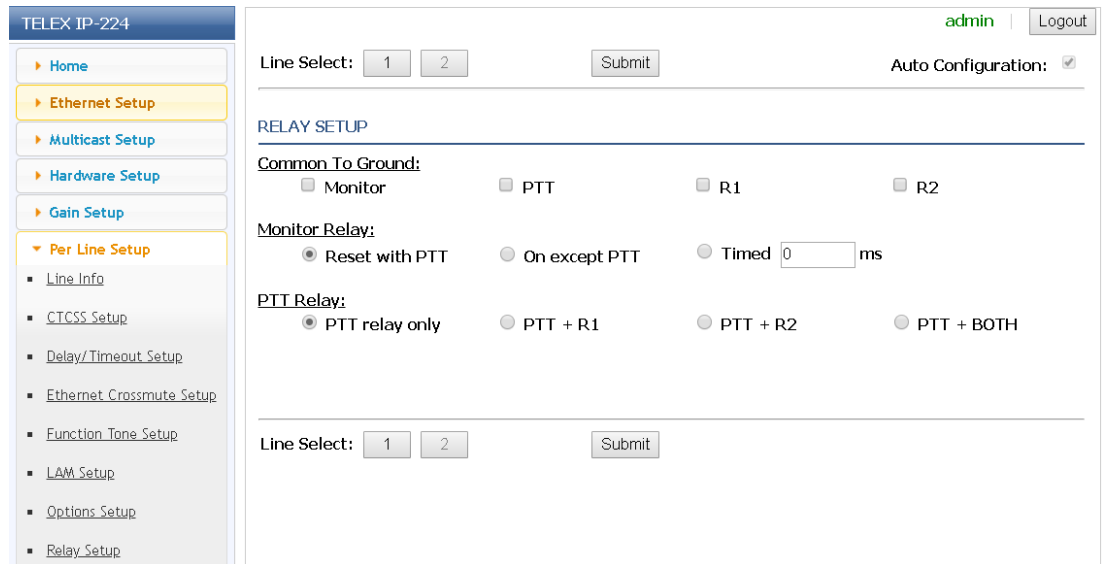 TELEX IP-224
Home
Ethernet Setup
Multicast Setup
Hardware Setup
Gain Setup
Per Line Setup
Line Info
CTCSS Setup
Delay/Timeout Setup
Ethernet Crossmute Setup
Function Tone Setup
LAM Setup
Options Setup
Relay Setup
admin Logout
Line Select: 1 2 Submit Auto Configuration:
RELAY SETUP
Common To Ground:
Monitor PTT R1 R2
Monitor Relay:
Reset with PTT On except PTT Timed 0 ms
PTT Relay:
PTT relay only PTT + R1 PTT + R2 PTT + BOTH
Line Select: 1 2 Submit